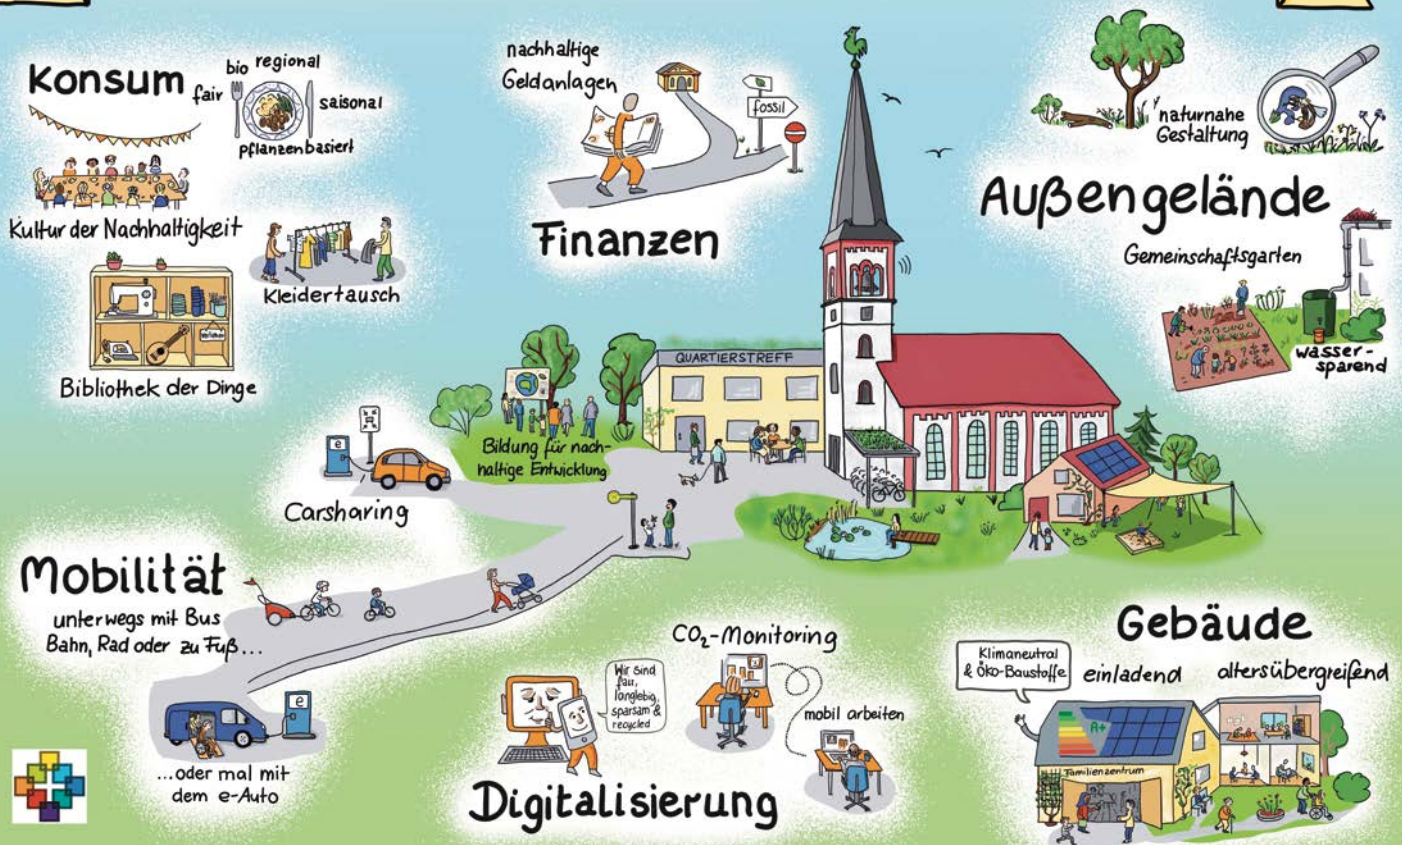 Konsum
fair
bio
regional
saisonal
pflanzenbasiert
Kultur der Nachhaltigkeit
Kleidertausch
Bibliothek der Dinge
nachhaltige
Geldanlagen
fossil
Finanzen
naturnahe
Gestaltung
Außengelände
Gemeinschaftsgarten
wasser-
sparend
QUARTIERSTREFF
Bildung für nach-
haltige Entwicklung
e
Carsharing
Mobilität
unterwegs mit Bus
Bahn, Rad oder zu Fuß...
e
...oder mal mit
dem e-Auto
CO₂-Monitoring
Wir sind
fair,
langlebig,
sparsam &
recycled
mobil arbeiten
Digitalisierung
Gebäude
Klimaneutral
& Öko-Baustoffe
einladend
altersübergreifend
A+
Familienzentrum